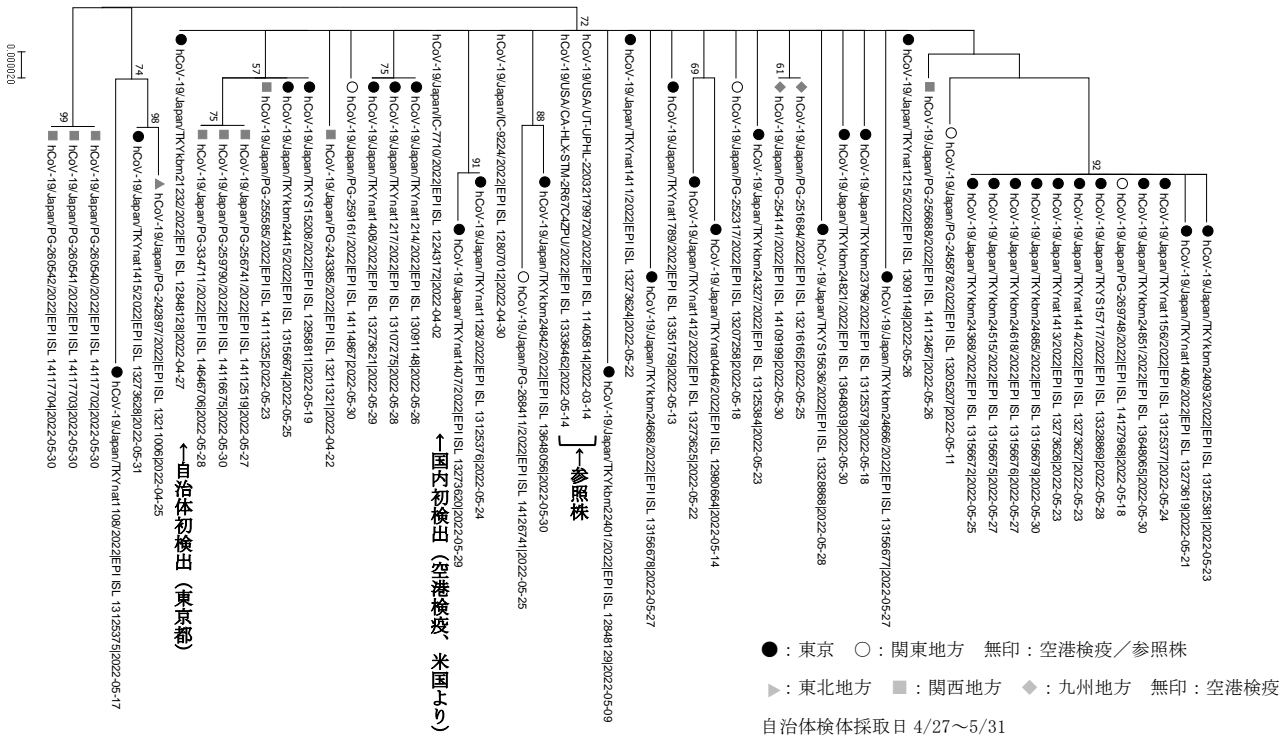 0.000020
hCoV-19/Japan/TKYkbm24093/2022|EPI ISL 13125381|2022-05-23
hCoV-19/Japan/TKYnat1406/2022|EPI ISL 13273619|2022-05-21
hCoV-19/Japan/TKYnat1156/2022|EPI ISL 13125377|2022-05-24
hCoV-19/Japan/TKYkbm24851/2022|EPI ISL 13648065|2022-05-30
hCoV-19/Japan/PG-269748/2022|EPI ISL 14127968|2022-05-18
hCoV-19/Japan/TKYS15717/2022|EPI ISL 13328869|2022-05-28
hCoV-19/Japan/TKYnat1414/2022|EPI ISL 13273627|2022-05-23
hCoV-19/Japan/TKYnat1413/2022|EPI ISL 13273626|2022-05-23
hCoV-19/Japan/TKYkbm24685/2022|EPI ISL 13156679|2022-05-30
hCoV-19/Japan/TKYkbm24618/2022|EPI ISL 13156676|2022-05-27
hCoV-19/Japan/TKYkbm24515/2022|EPI ISL 13156675|2022-05-27
hCoV-19/Japan/TKYkbm24368/2022|EPI ISL 13156672|2022-05-25
92
hCoV-19/Japan/PG-245878/2022|EPI ISL 13205207|2022-05-11
hCoV-19/Japan/PG-256888/2022|EPI ISL 14112467|2022-05-26
hCoV-19/Japan/TKYnat1215/2022|EPI ISL 13091149|2022-05-26
hCoV-19/Japan/TKYkbm24666/2022|EPI ISL 13156677|2022-05-27
hCoV-19/Japan/TKYkbm23796/2022|EPI ISL 13125379|2022-05-18
hCoV-19/Japan/TKYkbm24821/2022|EPI ISL 13648039|2022-05-30
hCoV-19/Japan/TKYS15636/2022|EPI ISL 13328868|2022-05-28
hCoV-19/Japan/PG-251684/2022|EPI ISL 13216165|2022-05-30
hCoV-19/Japan/PG-254141/2022|EPI ISL 14109199|2022-05-30
61
hCoV-19/Japan/TKYkbm24327/2022|EPI ISL 13125384|2022-05-23
hCoV-19/Japan/PG-252317/2022|EPI ISL 13207258|2022-05-18
hCoV-19/Japan/TKYnat0446/2022|EPI ISL 12980664|2022-05-14
hCoV-19/Japan/TKYnat1412/2022|EPI ISL 13273625|2022-05-22
69
hCoV-19/Japan/TKYnat1789/2022|EPI ISL 13351759|2022-05-13
hCoV-19/Japan/TKYkbm24668/2022|EPI ISL 13156678|2022-05-27
hCoV-19/Japan/TKYnat1411/2022|EPI ISL 13273624|2022-05-22
hCoV-19/Japan/TKYkbm22401/2022|EPI ISL 12848129|2022-05-09
72
hCoV-19/USA/UT-UPHL-220321799720/2022|EPI ISL 11405814|2022-03-14
hCoV-19/USA/CA-HLX-STM-2R67C4ZPU/2022|EPI ISL 13336462|2022-05-14
←参照株
hCoV-19/Japan/TKYkbm24842/2022|EPI ISL 13648056|2022-05-30
hCoV-19/Japan/PG-268411/2022|EPI ISL 14126741|2022-05-25
88
hCoV-19/Japan/IC-9224/2022|EPI ISL 12807012|2022-04-30
hCoV-19/Japan/TKYnat1128/2022|EPI ISL 13125376|2022-05-24
hCoV-19/Japan/TKYnat1407/2022|EPI ISL 13273620|2022-05-29
91
hCoV-19/Japan/IC-7710/2022|EPI ISL 12243172|2022-04-02
←国内初検出（空港検疫、米国より）
hCoV-19/Japan/TKYnat1214/2022|EPI ISL 13091148|2022-05-26
hCoV-19/Japan/TKYnat1217/2022|EPI ISL 13107275|2022-05-28
hCoV-19/Japan/TKYnat1408/2022|EPI ISL 13273621|2022-05-29
75
hCoV-19/Japan/PG-259161/2022|EPI ISL 14114867|2022-05-30
hCoV-19/Japan/PG-243385/2022|EPI ISL 13211321|2022-04-22
hCoV-19/Japan/TKYS15208/2022|EPI ISL 12958811|2022-05-19
hCoV-19/Japan/TKYkbm24415/2022|EPI ISL 13156674|2022-05-25
hCoV-19/Japan/PG-255585/2022|EPI ISL 14111325|2022-05-23
57
hCoV-19/Japan/PG-256741/2022|EPI ISL 14112519|2022-05-27
hCoV-19/Japan/PG-259790/2022|EPI ISL 14116675|2022-05-30
hCoV-19/Japan/PG-334711/2022|EPI ISL 14646706|2022-05-28
75
hCoV-19/Japan/TKYkbm21232/2022|EPI ISL 12848128|2022-04-27
←自治体初検出（東京都）
hCoV-19/Japan/PG-242897/2022|EPI ISL 13211006|2022-04-25
hCoV-19/Japan/TKYnat1415/2022|EPI ISL 13273628|2022-05-31
98
hCoV-19/Japan/TKYnat1108/2022|EPI ISL 13125375|2022-05-17
74
hCoV-19/Japan/PG-260540/2022|EPI ISL 14117702|2022-05-30
hCoV-19/Japan/PG-260541/2022|EPI ISL 14117703|2022-05-30
hCoV-19/Japan/PG-260542/2022|EPI ISL 14117704|2022-05-30
99
●：東京 ○：関東地方 無印：空港検疫／参照株
▶：東北地方 ■：関西地方 ◆：九州地方 無印：空港検疫
自治体検体採取日 4/27～5/31